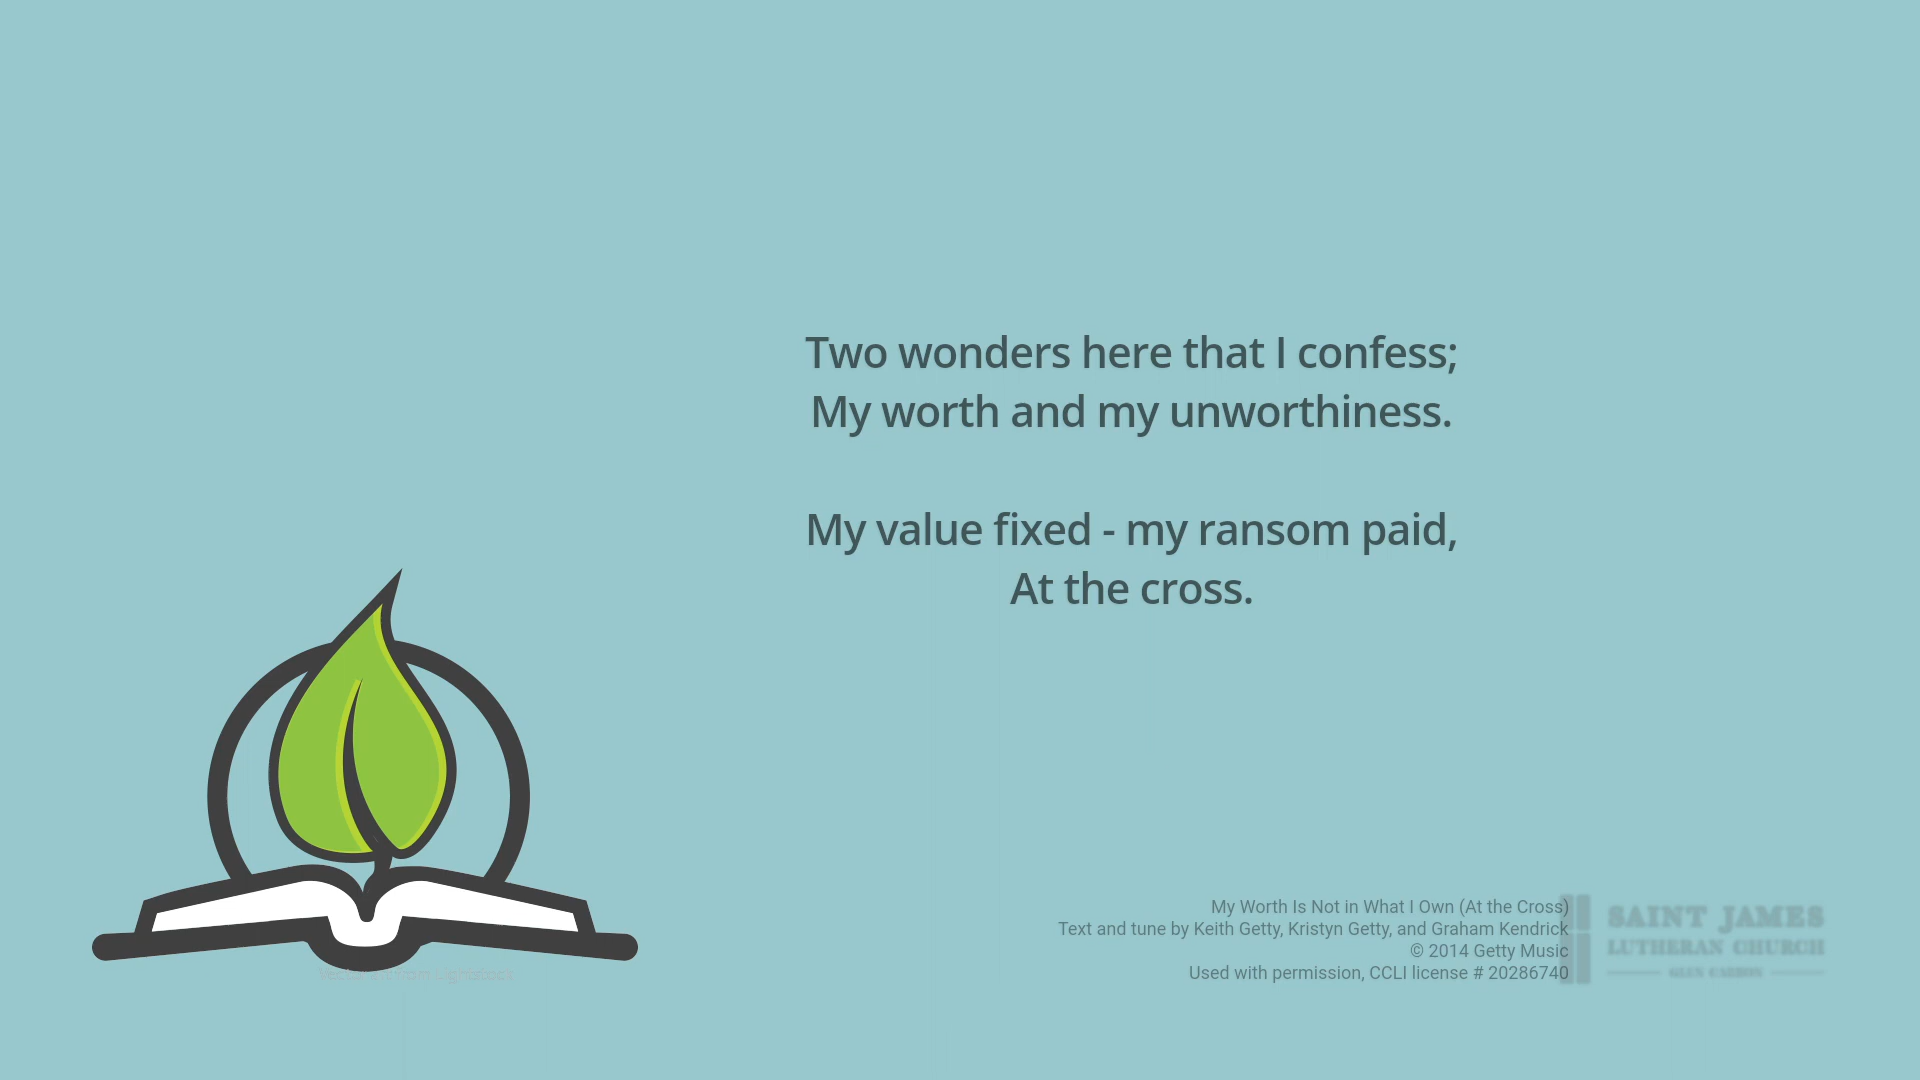 Two wonders here that I confess;
My worth and my unworthiness.
My value fixed - my ransom paid,
At the cross.
My Worth Is Not in What I Own (At the Cross)
Text and tune by Keith Getty, Kristyn Getty, and Graham Kendrick
© 2014 Getty Music
Used with permission, CCLI license # 20286740
SAINT JAMES
LUTHERAN CHURCH
GLEN CARBON